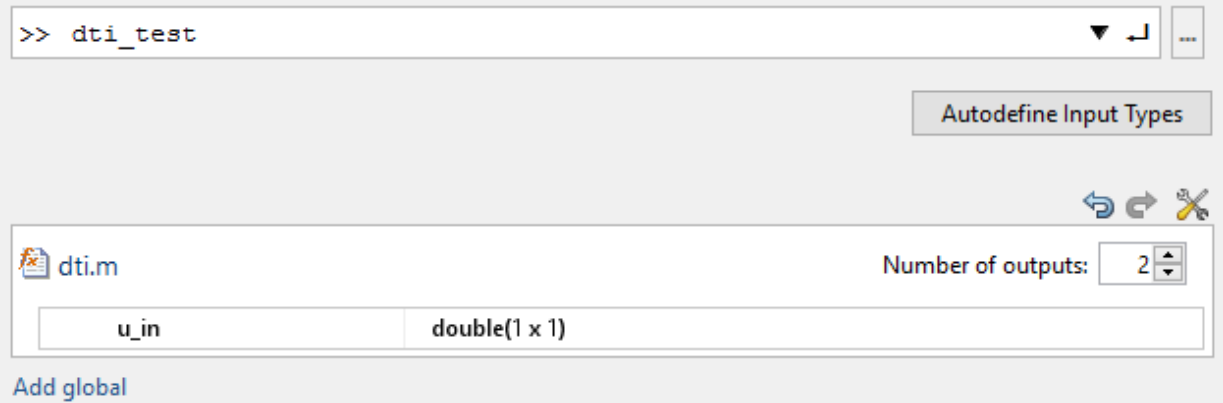 >> dti_test
...
Autodefine Input Types
dti.m Number of outputs: 2
u_in double(1 x 1)
Add global